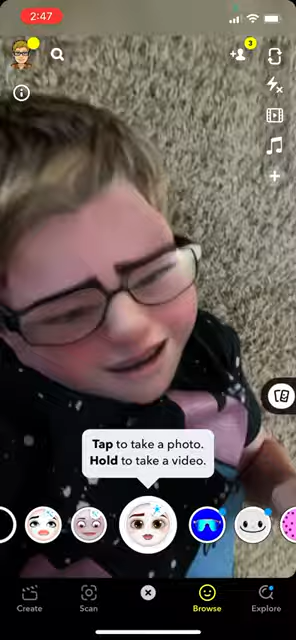 2:47
3
Tap to take a photo.
Hold to take a video.
Create
Scan
Browse
Explore